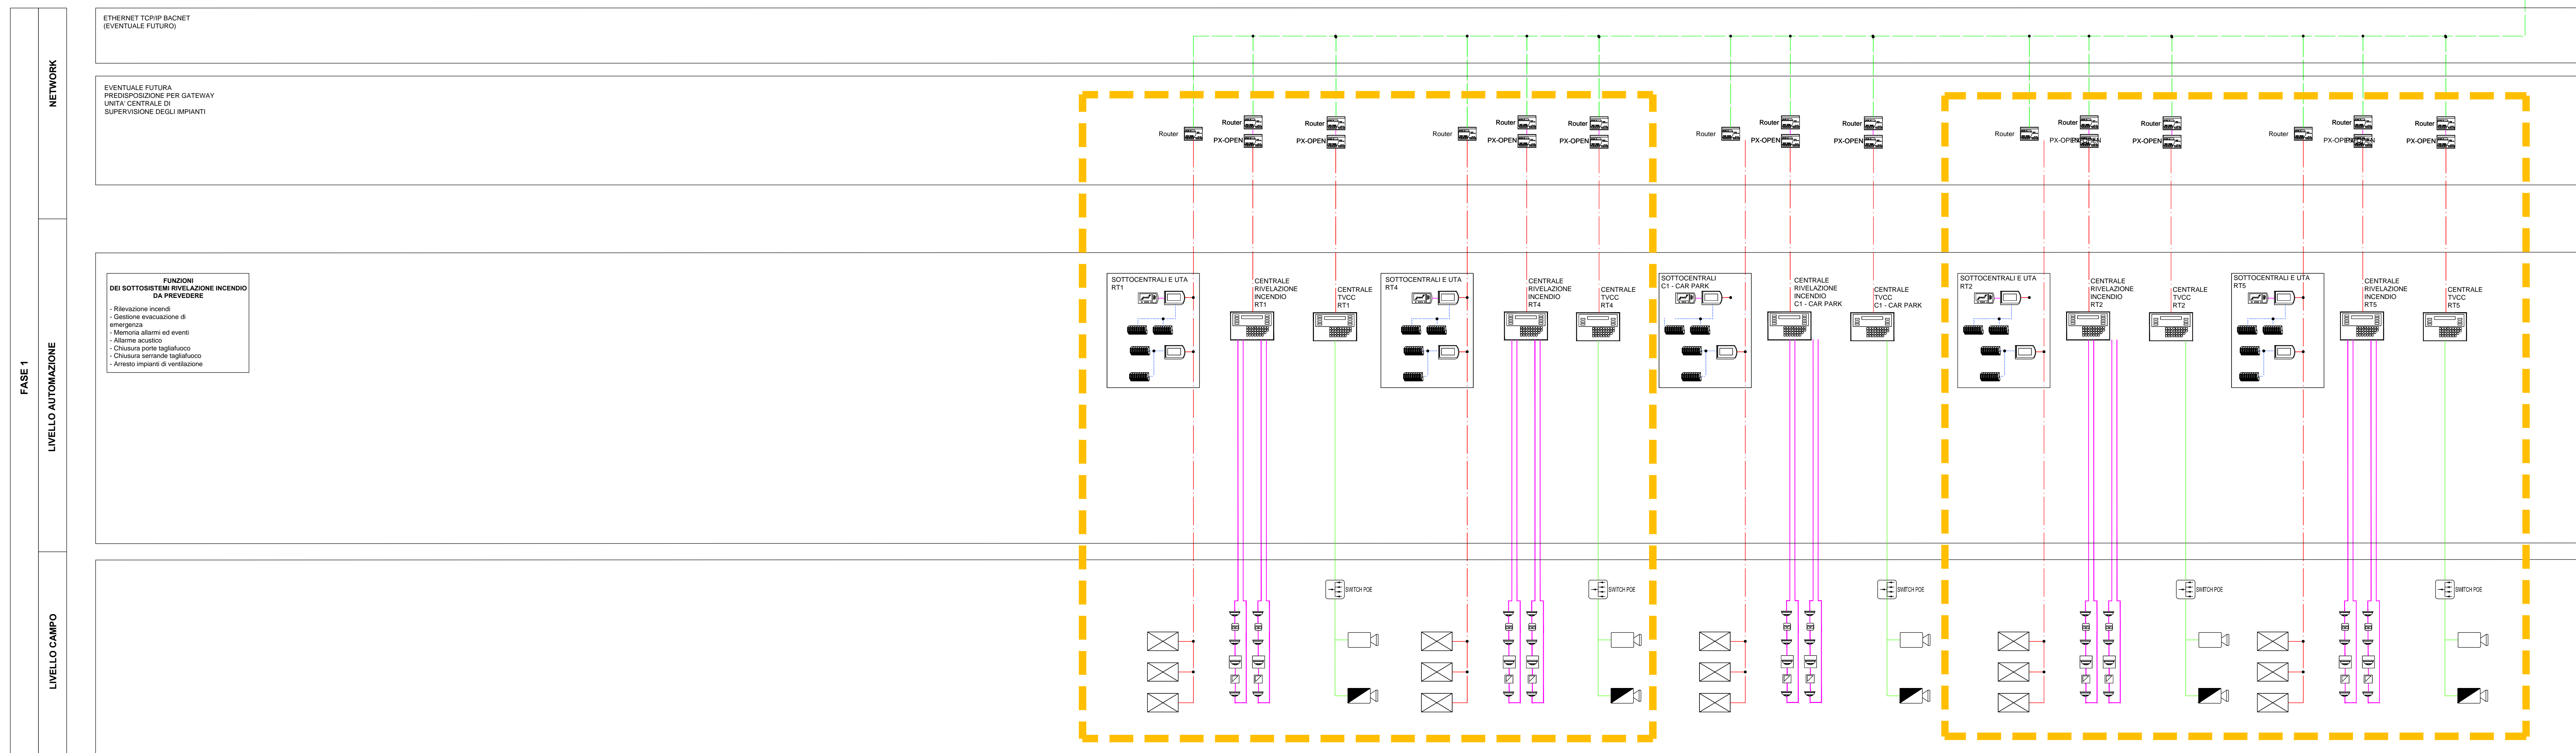 ETHERNET TCP/IP BACNET
(EVENTUALE FUTURO)
NETWORK
EVENTUALE FUTURA
PREDISPOSIZIONE PER GATEWAY
UNITA' CENTRALE DI
SUPERVISIONE DEGLI IMPIANTI
Router
Router
PX-OPEN
Router
PX-OPEN
Router
Router
PX-OPEN
Router
PX-OPEN
Router
Router
PX-OPEN
Router
PX-OPEN
Router
Router
PX-OPEN
Router
PX-OPEN
Router
Router
PX-OPEN
Router
PX-OPEN
FASE 1
LIVELLO AUTOMAZIONE
FUNZIONI
DEI SOTTOSISTEMI RIVELAZIONE INCENDIO
DA PREVEDERE
- Rilevazione incendi
- Gestione evacuazione di
emergenza
- Memoria allarmi ed eventi
- Allarme acustico
- Chiusura porte tagliafuoco
- Chiusura serrande tagliafuoco
- Arresto impianti di ventilazione
SOTTOCENTRALI E UTA
RT1
CENTRALE
RIVELAZIONE
INCENDIO
RT1
CENTRALE
TVCC
RT1
SOTTOCENTRALI E UTA
RT4
CENTRALE
RIVELAZIONE
INCENDIO
RT4
CENTRALE
TVCC
RT4
SOTTOCENTRALI
C1 - CAR PARK
CENTRALE
RIVELAZIONE
INCENDIO
C1 - CAR PARK
CENTRALE
TVCC
C1 - CAR PARK
SOTTOCENTRALI E UTA
RT2
CENTRALE
RIVELAZIONE
INCENDIO
RT2
CENTRALE
TVCC
RT2
SOTTOCENTRALI E UTA
RT5
CENTRALE
RIVELAZIONE
INCENDIO
RT5
CENTRALE
TVCC
RT5
LIVELLO CAMPO
SWITCH POE
SWITCH POE
SWITCH POE
SWITCH POE
SWITCH POE